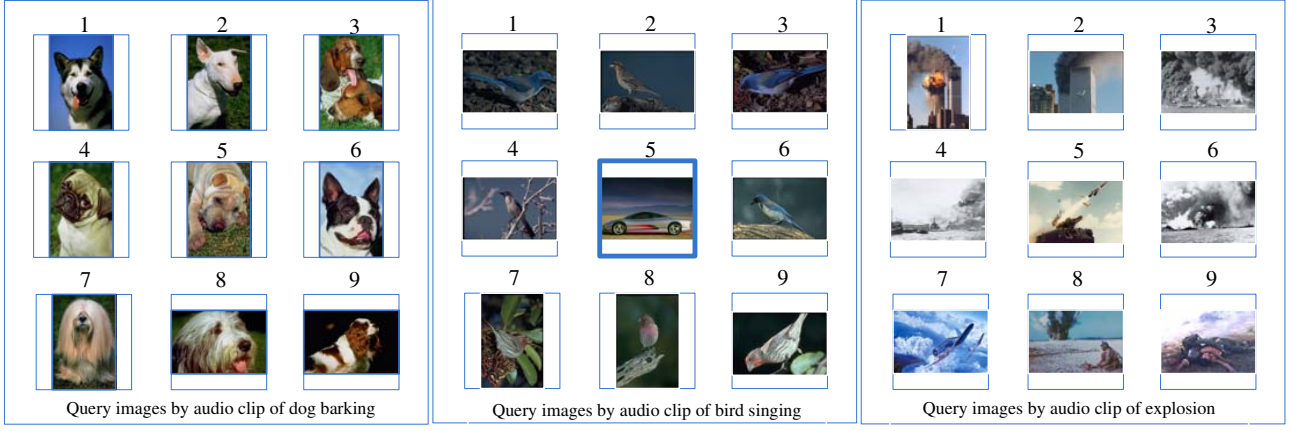 1 2 3
4 5 6
7 8 9
Query images by audio clip of dog barking
1 2 3
4 5 6
7 8 9
Query images by audio clip of bird singing
1 2 3
4 5 6
7 8 9
Query images by audio clip of explosion